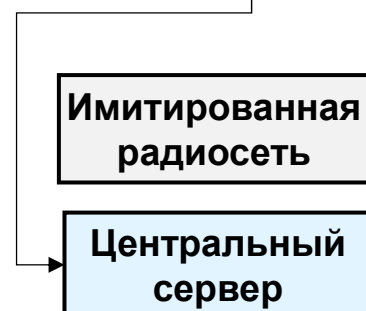 Имитированная
радиосеть
Центральный
сервер